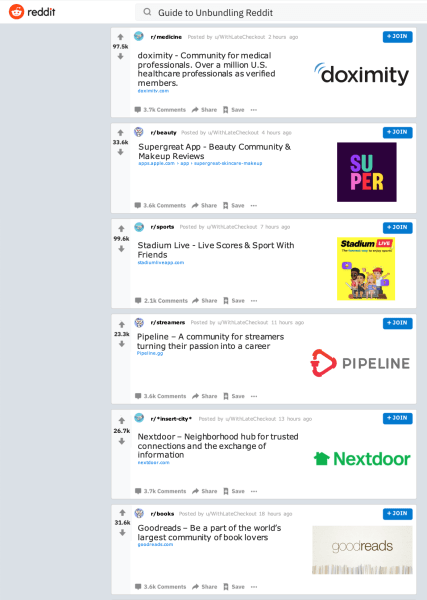 reddit
Guide to Unbundling Reddit
r/medicine Posted by u/WithLateCheckout 2 hours ago
+ JOIN
97.5k
doximity - Community for medical
professionals. Over a million U.S.
healthcare professionals as verified
members.
doximity.com
doximity
3.7k Comments Share Save ···
r/beauty Posted by u/WithLateCheckout 4 hours ago
+ JOIN
33.6k
Supergreat App - Beauty Community &
Makeup Reviews
apps.apple.com › app › supergreat-skincare-makeup
SU
PER
3.6k Comments Share Save ···
r/sports Posted by u/WithLateCheckout 7 hours ago
+ JOIN
99.6k
Stadium Live - Live Scores & Sport With
Friends
stadiumliveapp.com
Stadium LIVE
2.1k Comments Share Save ···
r/streamers Posted by u/WithLateCheckout 11 hours ago
+ JOIN
23.3k
Pipeline – A community for streamers
turning their passion into a career
Pipeline.gg
PIPELINE
3.6k Comments Share Save ···
r/*insert-city* Posted by u/WithLateCheckout 13 hours ago
+ JOIN
26.7k
Nextdoor – Neighborhood hub for trusted
connections and the exchange of
information
nextdoor.com
Nextdoor
3.7k Comments Share Save ···
r/books Posted by u/WithLateCheckout 18 hours ago
+ JOIN
31.6k
Goodreads – Be a part of the world's
largest community of book lovers
goodreads.com
goodreads
3.6k Comments Share Save ···